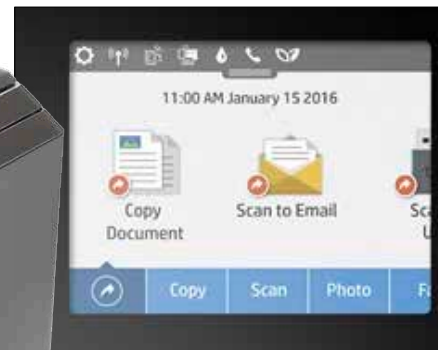 11:00 AM January 15 2016
Copy
Document
Scan to Email
Copy
Scan
Photo